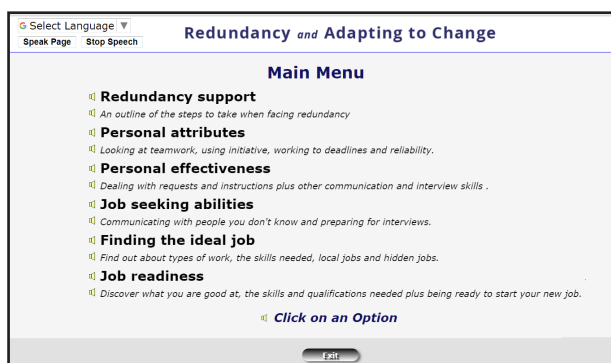 G Select Language ▼
Redundancy and Adapting to Change
Speak Page Stop Speech
Main Menu
Redundancy support
An outline of the steps to take when facing redundancy
Personal attributes
Looking at teamwork, using initiative, working to deadlines and reliability.
Personal effectiveness
Dealing with requests and instructions plus other communication and interview skills .
Job seeking abilities
Communicating with people you don't know and preparing for interviews.
Finding the ideal job
Find out about types of work, the skills needed, local jobs and hidden jobs.
Job readiness
Discover what you are good at, the skills and qualifications needed plus being ready to start your new job.
Click on an Option
Exit